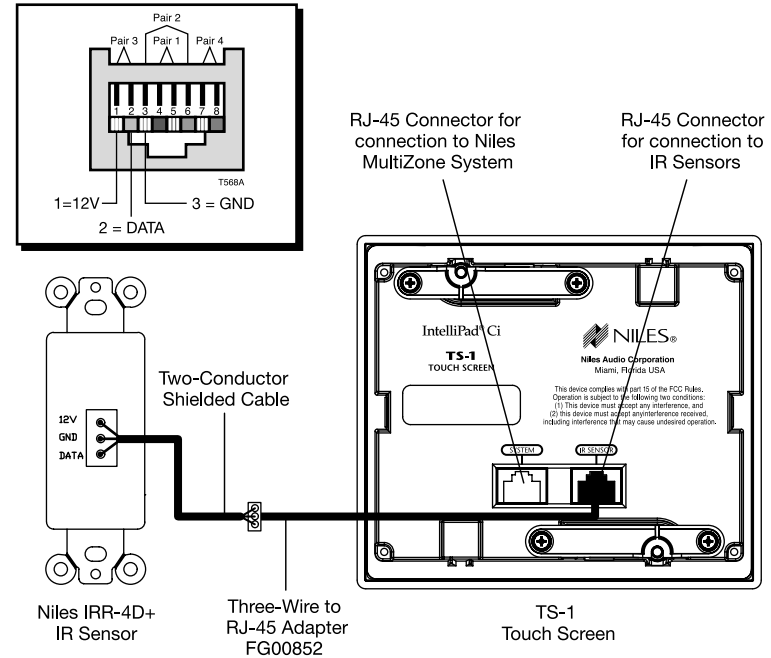 Pair 2
Pair 3
Pair 1
Pair 4
1 2 3 4 5 6 7 8
T568A
1=12V
3 = GND
2 = DATA
RJ-45 Connector for
connection to Niles
MultiZone System
RJ-45 Connector
for connection to
IR Sensors
IntelliPad® Ci
TS-1
TOUCH SCREEN
NILES®
Niles Audio Corporation
Miami, Florida USA
This device complies with part 15 of the FCC Rules.
Operation is subject to the following two conditions:
(1) This device must accept any interference, and
(2) this device must accept anyinterference received,
including interference that may cause undesired operation.
SYSTEM
IR SENSOR
Two-Conductor
Shielded Cable
12V
GND
DATA
Niles IRR-4D+
IR Sensor
Three-Wire to
RJ-45 Adapter
FG00852
TS-1
Touch Screen